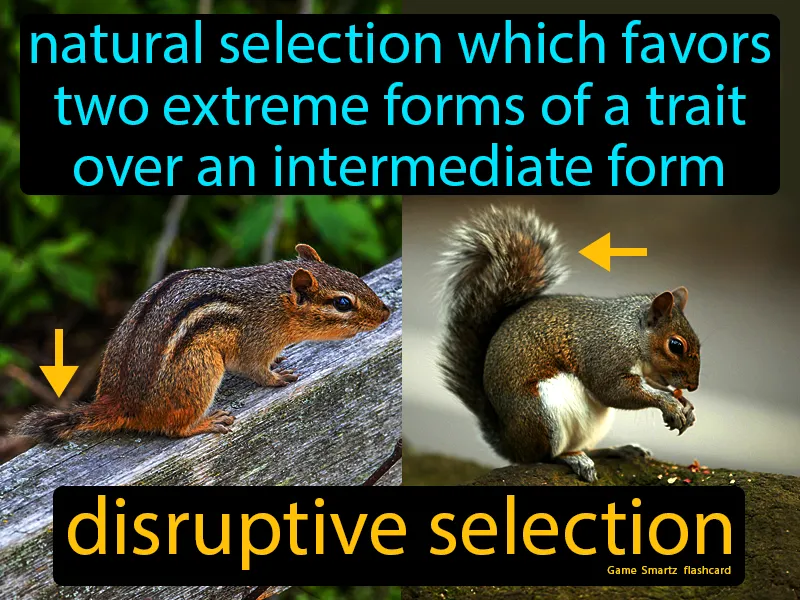 natural selection which favors
two extreme forms of a trait
over an intermediate form
disruptive selection
Game Smartz flashcard